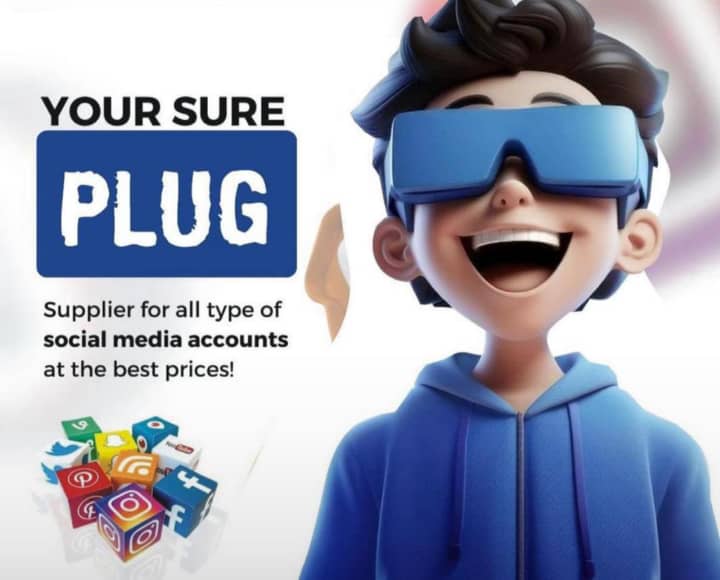 YOUR SURE
PLUG
Supplier for all type of
social media accounts
at the best prices!